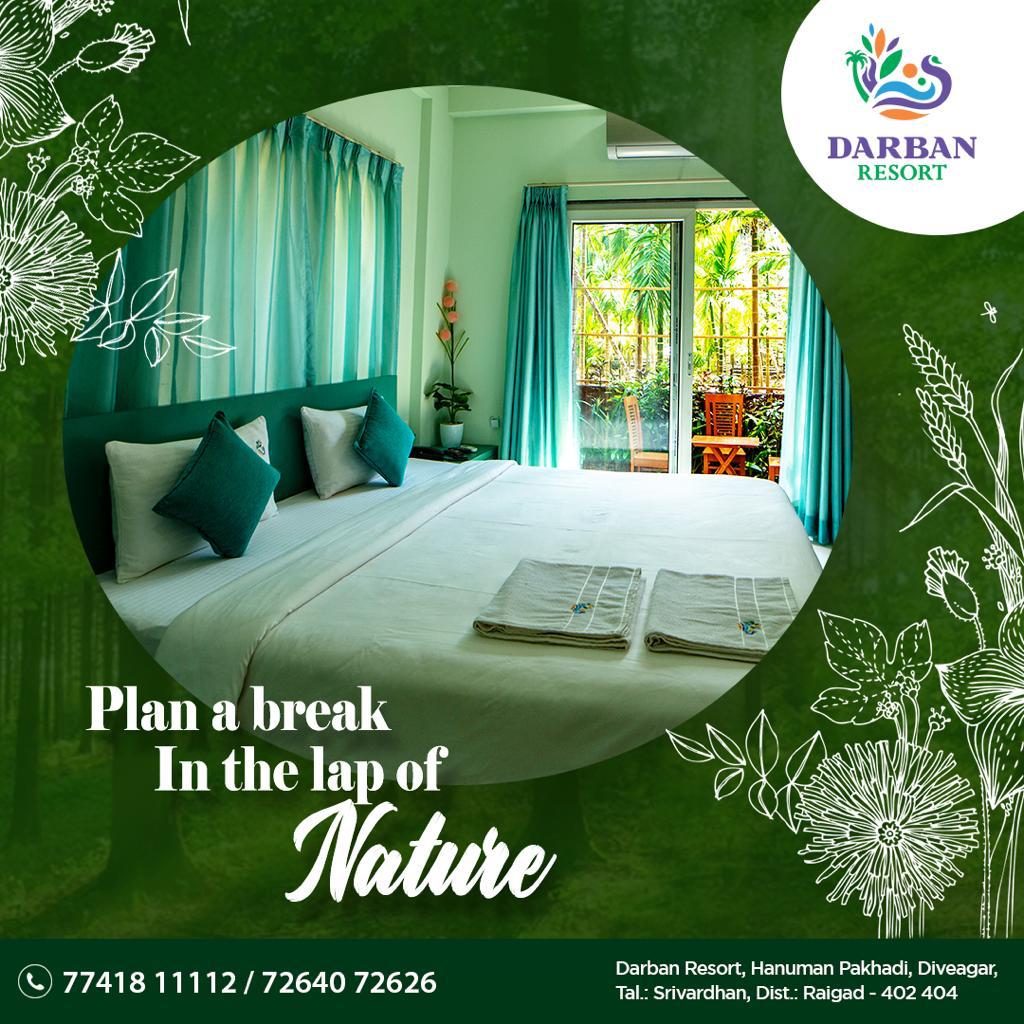 DARBAN
RESORT
Plan a break
In the lap of
Nature
77418 11112 / 72640 72626
Darban Resort, Hanuman Pakhadi, Diveagar,
Tal.: Srivardhan, Dist.: Raigad - 402 404